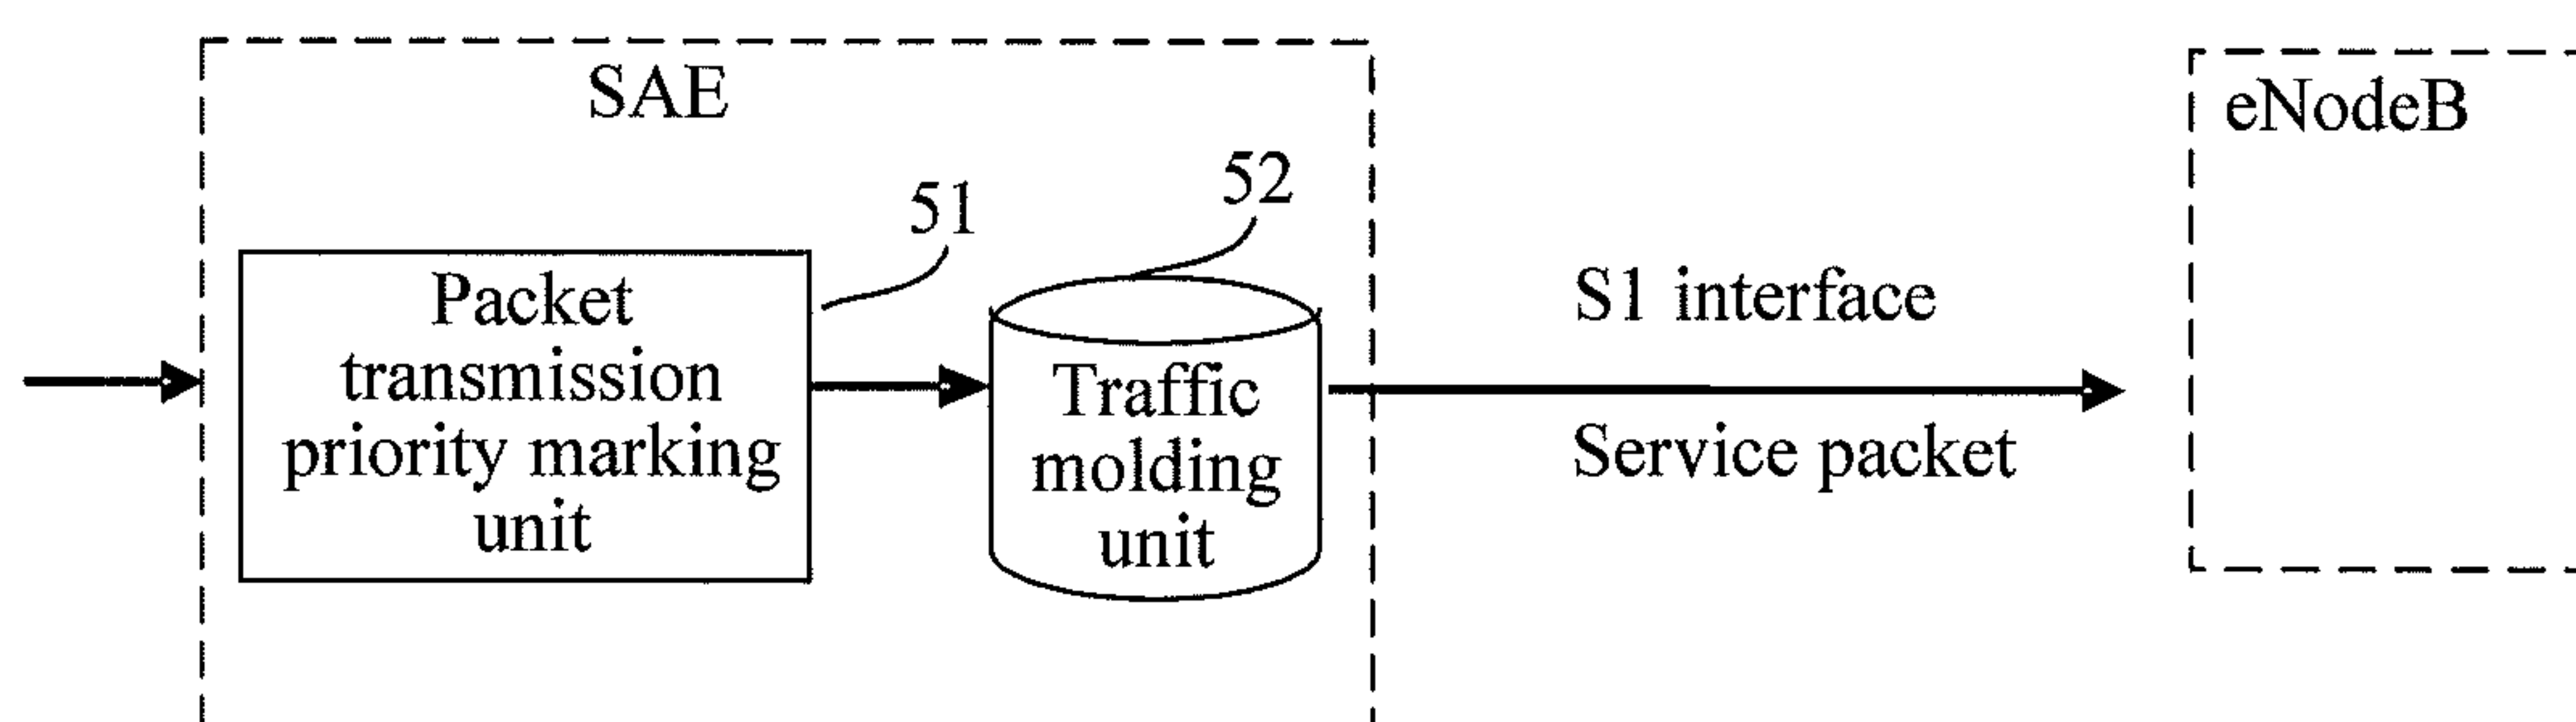 SAE
eNodeB
51
52
Packet
transmission
priority marking
unit
Traffic
molding
unit
S1 interface
Service packet